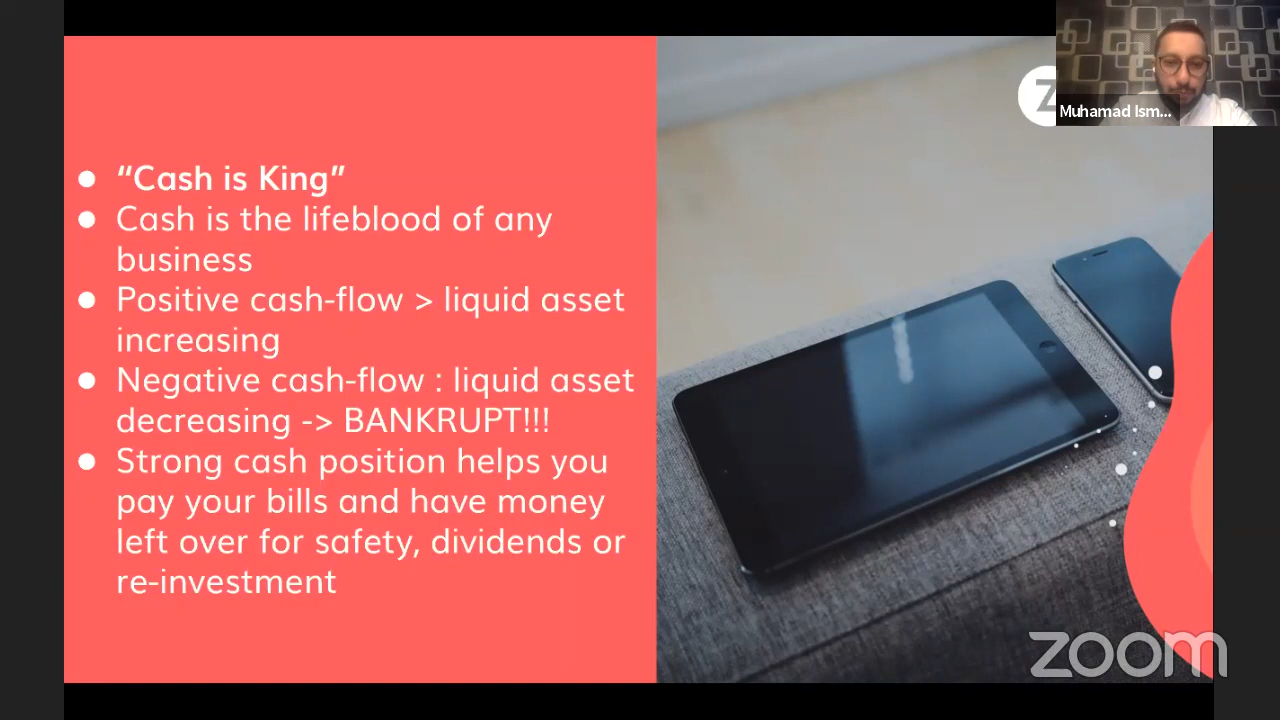 Z
Muhamad Ism...
● “Cash is King”
● Cash is the lifeblood of any
business
● Positive cash-flow > liquid asset
increasing
● Negative cash-flow : liquid asset
decreasing -> BANKRUPT!!!
● Strong cash position helps you
pay your bills and have money
left over for safety, dividends or
re-investment
zoom